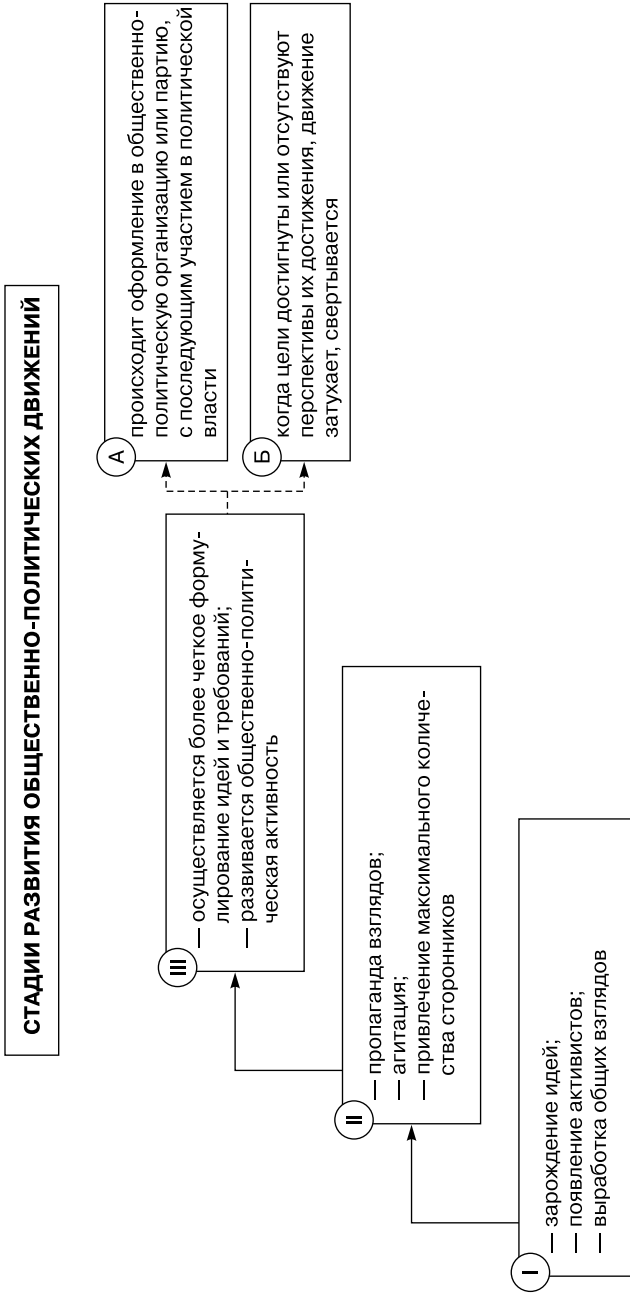 СТАДИИ РАЗВИТИЯ ОБЩЕСТВЕННО-ПОЛИТИЧЕСКИХ ДВИЖЕНИЙ
I
— зарождение идей;
— появление активистов;
— выработка общих взглядов
II
— пропаганда взглядов;
— агитация;
— привлечение максимального количе-
ства сторонников
III
— осуществляется более четкое форму-
лирование идей и требований;
— развивается общественно-полити-
ческая активность
А
происходит оформление в общественно-
политическую организацию или партию,
с последующим участием в политической
власти
Б
когда цели достигнуты или отсутствуют
перспективы их достижения, движение
затухает, свертывается